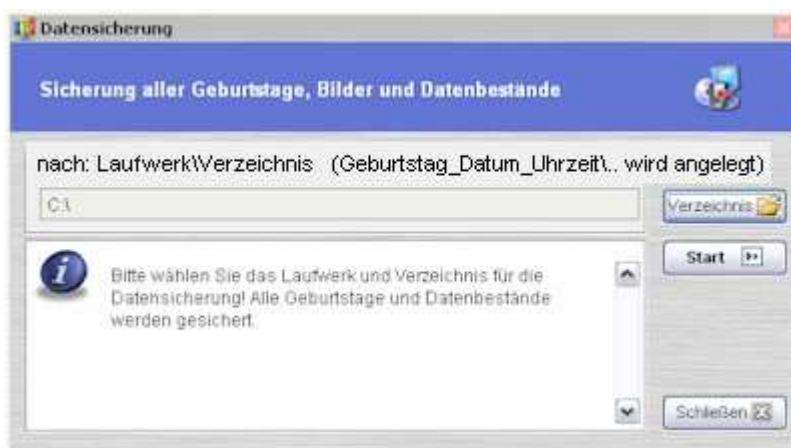 Datensicherung
Sicherung aller Geburtstage, Bilder und Datenbestände
nach: Laufwerk\Verzeichnis (Geburtstag_Datum_Uhrzeit\.. wird angelegt)
C:\
Verzeichnis
Bitte wählen Sie das Laufwerk und Verzeichnis für die
Datensicherung! Alle Geburtstage und Datenbestände
werden gesichert.
Start
Schließen